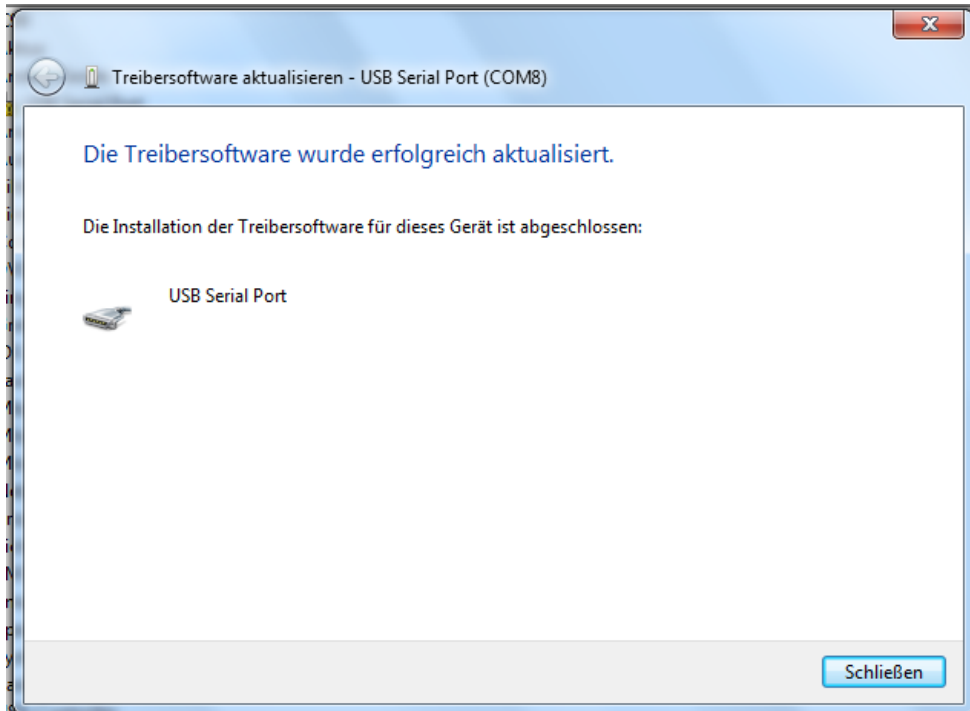 Treibersoftware aktualisieren - USB Serial Port (COM8)
Die Treibersoftware wurde erfolgreich aktualisiert.
Die Installation der Treibersoftware für dieses Gerät ist abgeschlossen:
USB Serial Port
Schließen